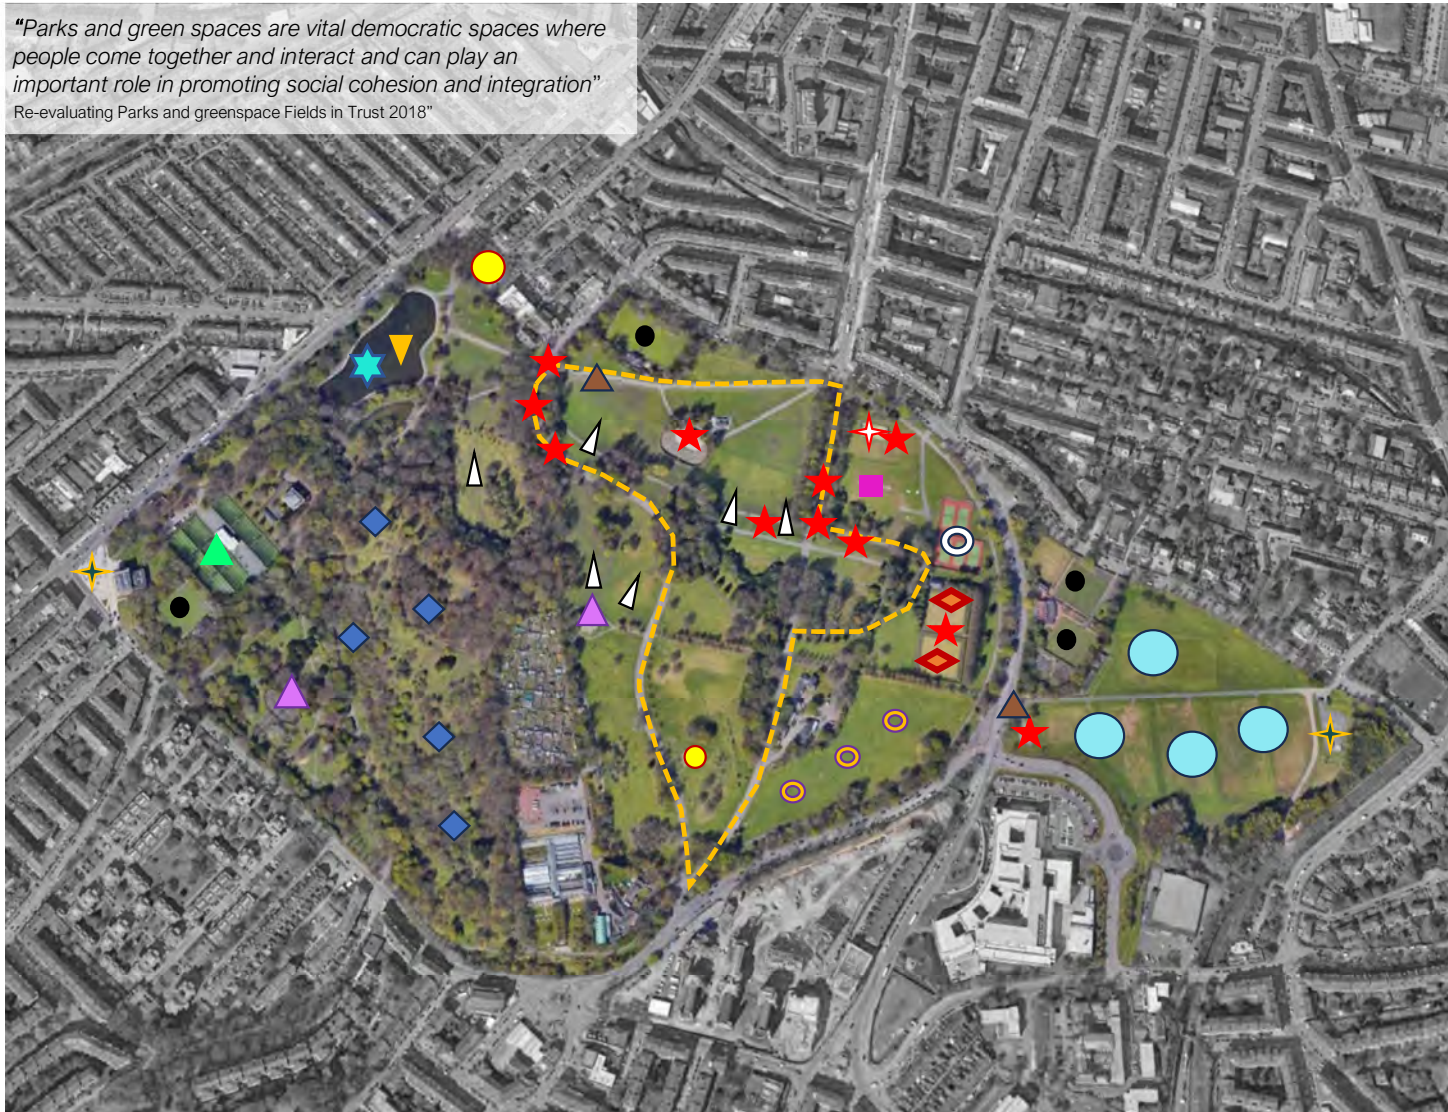 “Parks and green spaces are vital democratic spaces where
people come together and interact and can play an
important role in promoting social cohesion and integration”
Re-evaluating Parks and greenspace Fields in Trust 2018”